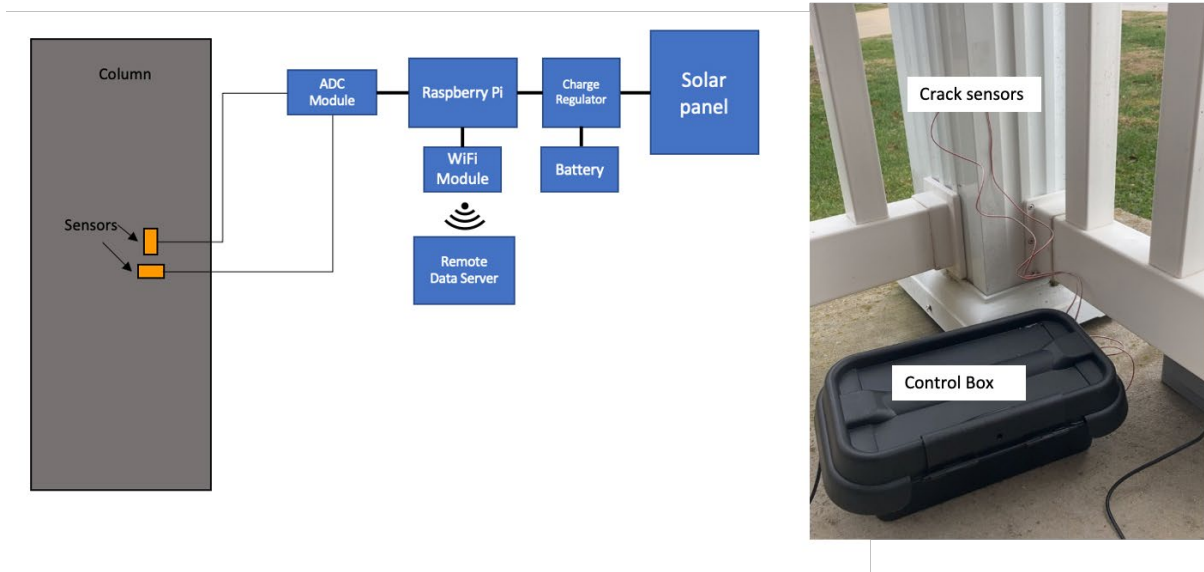 Column
Sensors
ADC
Module
Raspberry Pi
Charge
Regulator
Solar
panel
WiFi
Module
Battery
Remote
Data Server
Crack sensors
Control Box